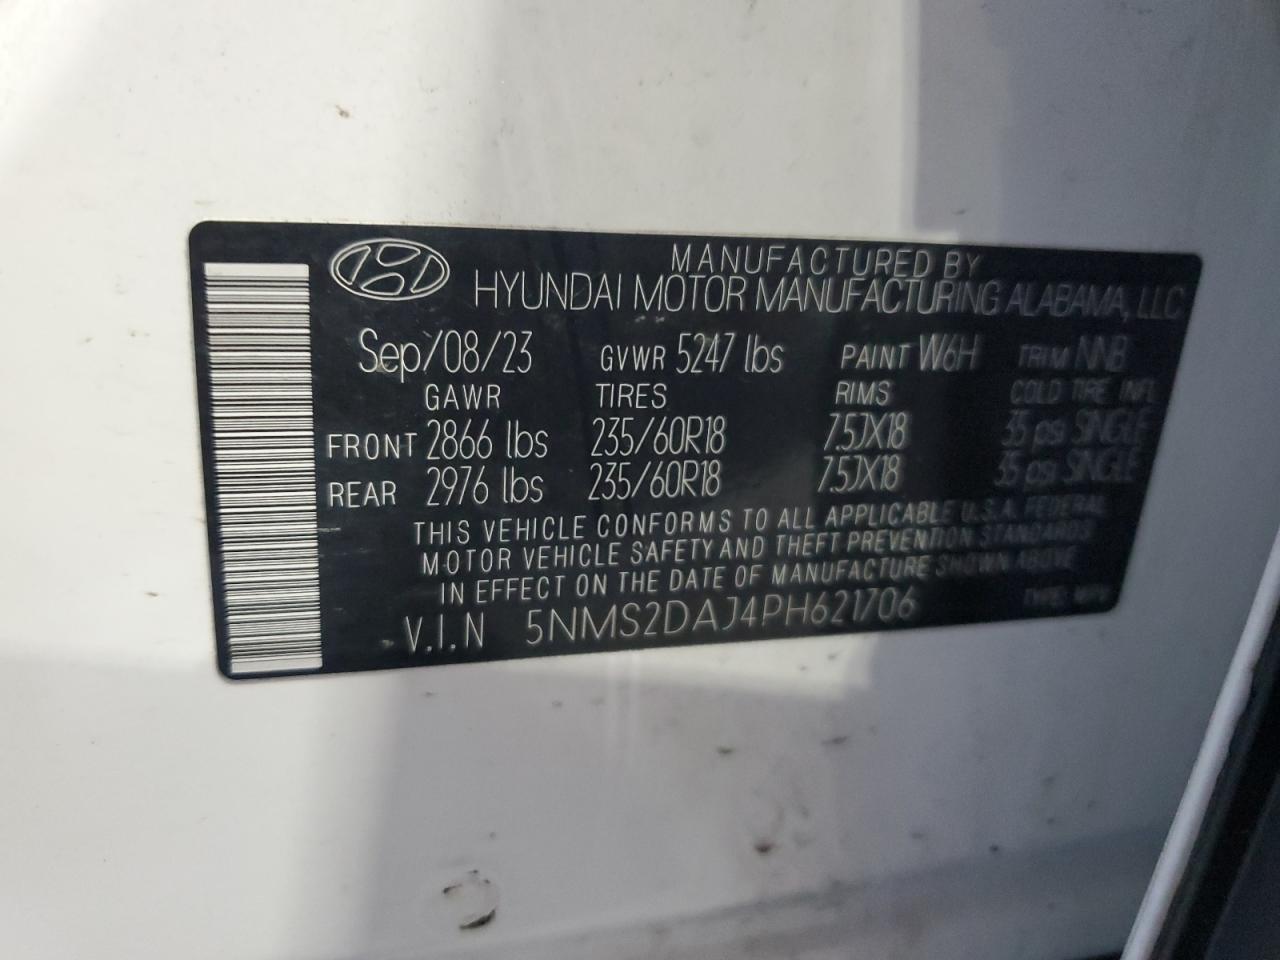 MANUFACTURED BY
HYUNDAI MOTOR MANUFACTURING ALABAMA, LLC
Sep/08/23 GVWR 5247 lbs PAINT W6H TRIM NNB
GAWR TIRES RIMS COLD TIRE INFL
FRONT 2866 lbs 235/60R18 7.5JX18 35 psi SINGLE
REAR 2976 lbs 235/60R18 7.5JX18 35 psi SINGLE
THIS VEHICLE CONFORMS TO ALL APPLICABLE U.S.A. FEDERAL
MOTOR VEHICLE SAFETY AND THEFT PREVENTION STANDARDS
IN EFFECT ON THE DATE OF MANUFACTURE SHOWN ABOVE
V.I.N 5NMS2DAJ4PH621706 TYPE: MPV